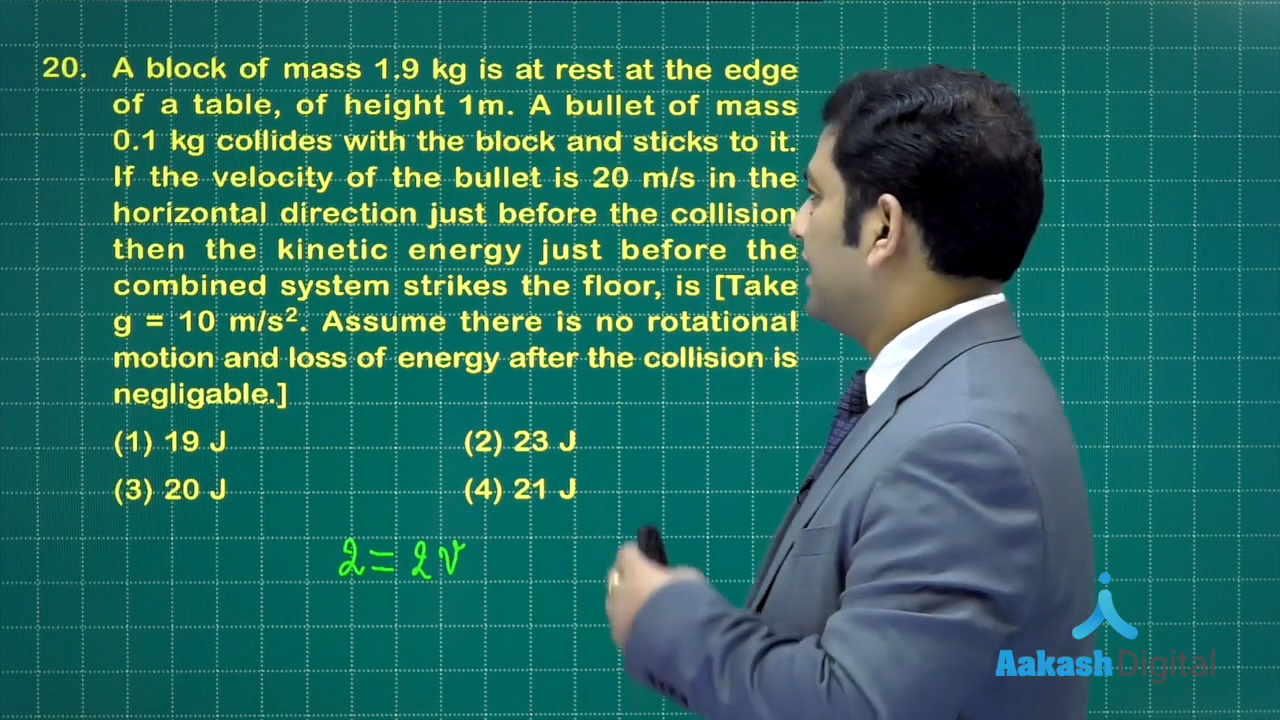 20. A block of mass 1.9 kg is at rest at the edge
of a table, of height 1m. A bullet of mass
0.1 kg collides with the block and sticks to it.
If the velocity of the bullet is 20 m/s in the
horizontal direction just before the collision
then the kinetic energy just before the
combined system strikes the floor, is [Take
g = 10 m/s². Assume there is no rotational
motion and loss of energy after the collision is
negligable.]
(1) 19 J (2) 23 J
(3) 20 J (4) 21 J
2 = 2 v
Aakash Digital